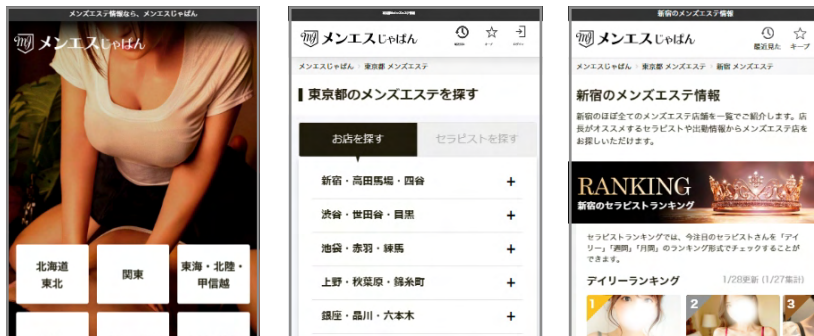 メンズエステ情報なら、メンエスじゃぱん
メンエスじゃぱん
北海道
東北
関東
東海・北陸・
甲信越
メンエスじゃぱん
メンエスじゃぱん
東京都 メンズエステ
東京都のメンズエステを探す
お店を探す
セラピストを探す
新宿・高田馬場・四谷
+
渋谷・世田谷・目黒
+
池袋・赤羽・練馬
+
上野・秋葉原・錦糸町
+
銀座・品川・六本木
+
新宿のメンズエステ情報
メンエスじゃぱん
最近見た
キープ
メンエスじゃぱん
東京都 メンズエステ
新宿 メンズエステ
新宿のメンズエステ情報
新宿のほぼ全てのメンズエステ店舗を一覧でご紹介します。店
長がオススメするセラピストや出勤情報からメンズエステ店を
お探しいただけます。
RANKING
新宿のセラピストランキング
セラピストランキングでは、今注目のセラピストさんを「デイ
リー」「週間」「月間」のランキング形式でチェックすることが
できます。
デイリーランキング
1/28更新 (1/27集計)
1
2
3